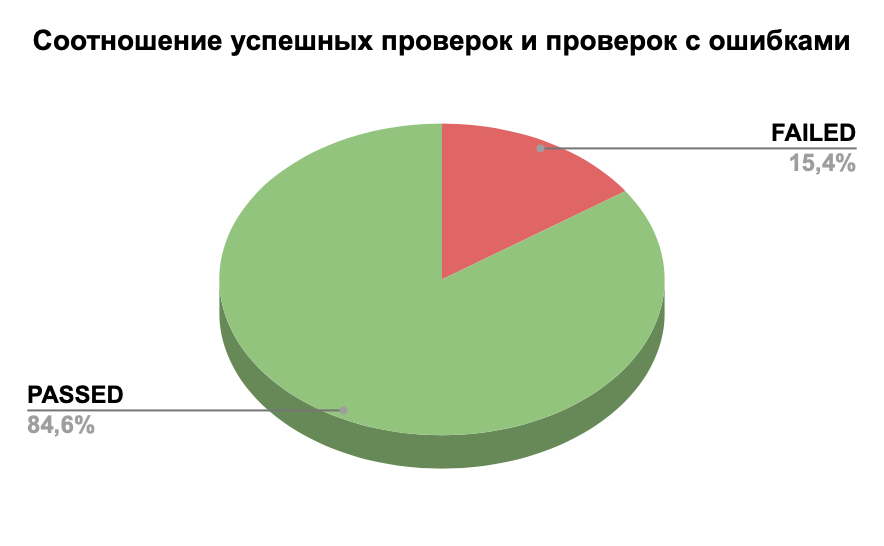 Соотношение успешных проверок и проверок с ошибками
FAILED
15,4%
PASSED
84,6%